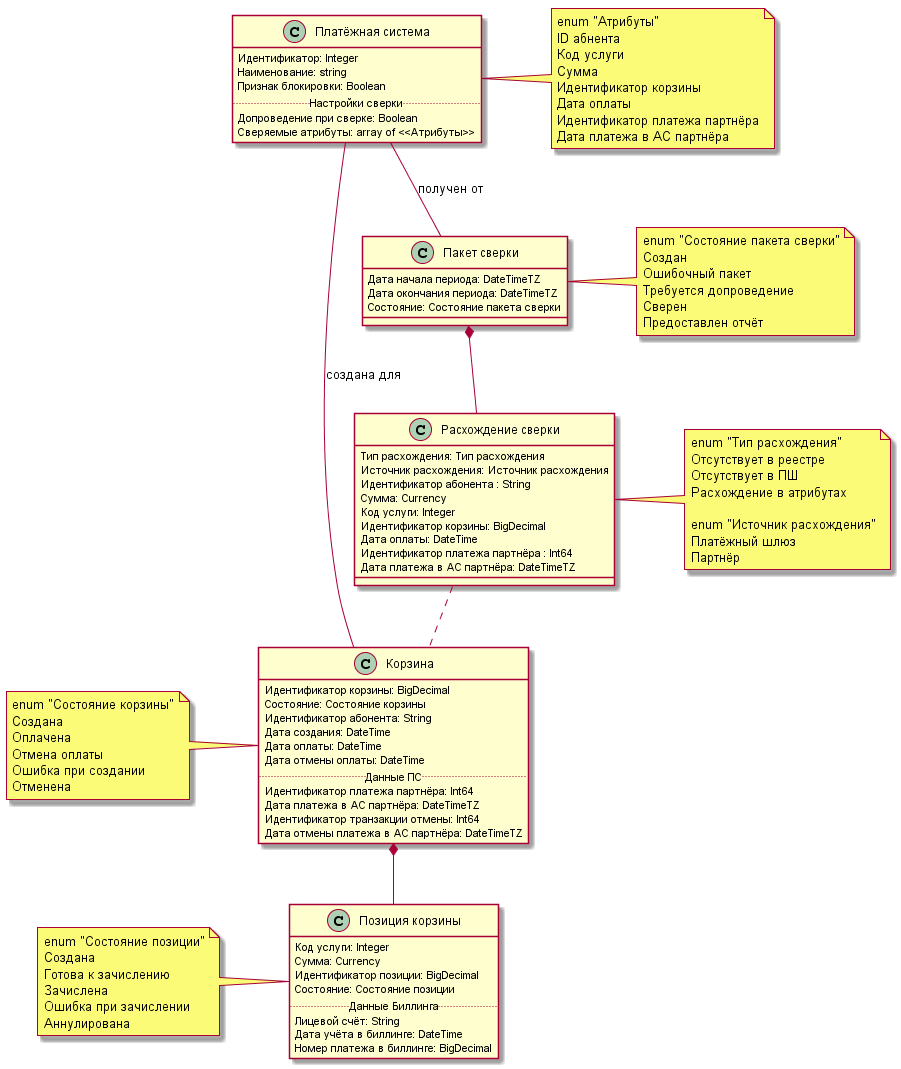 C Платёжная система
Идентификатор: Integer
Наименование: string
Признак блокировки: Boolean
Настройки сверки
Допроведение при сверке: Boolean
Сверяемые атрибуты: array of <<Атрибуты>>
enum "Атрибуты"
ID абнента
Код услуги
Сумма
Идентификатор корзины
Дата оплаты
Идентификатор платежа партнёра
Дата платежа в АС партнёра
получен от
C Пакет сверки
Дата начала периода: DateTimeTZ
Дата окончания периода: DateTimeTZ
Состояние: Состояние пакета сверки
enum "Состояние пакета сверки"
Создан
Ошибочный пакет
Требуется допроведение
Сверен
Предоставлен отчёт
создана для
C Расхождение сверки
Тип расхождения: Тип расхождения
Источник расхождения: Источник расхождения
Идентификатор абонента : String
Сумма: Currency
Код услуги: Integer
Идентификатор корзины: BigDecimal
Дата оплаты: DateTime
Идентификатор платежа партнёра : Int64
Дата платежа в АС партнёра: DateTimeTZ
enum "Тип расхождения"
Отсутствует в реестре
Отсутствует в ПШ
Расхождение в атрибутах
enum "Источник расхождения"
Платёжный шлюз
Партнёр
C Корзина
Идентификатор корзины: BigDecimal
Состояние: Состояние корзины
Идентификатор абонента: String
Дата создания: DateTime
Дата оплаты: DateTime
Дата отмены оплаты: DateTime
Данные ПС
Идентификатор платежа партнёра: Int64
Дата платежа в АС партнёра: DateTimeTZ
Идентификатор транзакции отмены: Int64
Дата отмены платежа в АС партнёра: DateTimeTZ
enum "Состояние корзины"
Создана
Оплачена
Отмена оплаты
Ошибка при создании
Отменена
C Позиция корзины
Код услуги: Integer
Сумма: Currency
Идентификатор позиции: BigDecimal
Состояние: Состояние позиции
Данные Биллинга
Лицевой счёт: String
Дата учёта в биллинге: DateTime
Номер платежа в биллинге: BigDecimal
enum "Состояние позиции"
Создана
Готова к зачислению
Зачислена
Ошибка при зачислении
Аннулирована